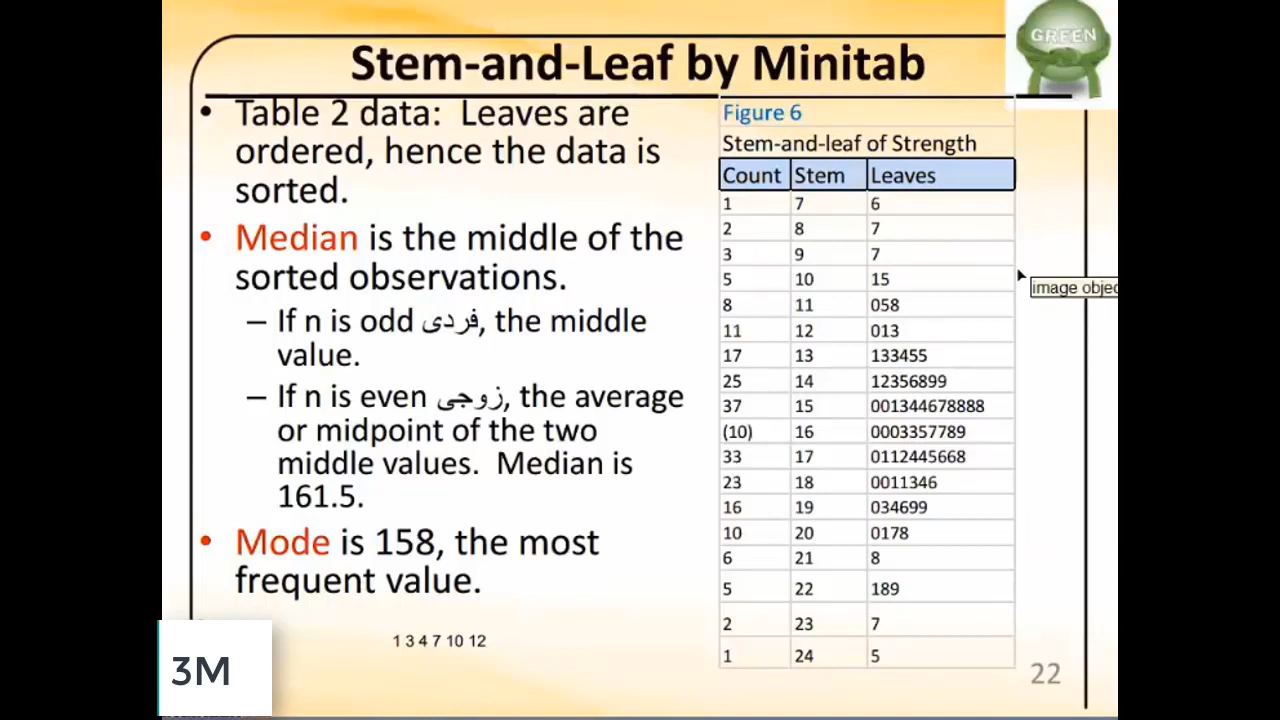 GREEN
Stem-and-Leaf by Minitab
• Table 2 data: Leaves are
ordered, hence the data is
sorted.
• Median is the middle of the
sorted observations.
– If n is odd فردی, the middle
value.
– If n is even زوجی, the average
or midpoint of the two
middle values. Median is
161.5.
• Mode is 158, the most
frequent value.
1 3 4 7 10 12
3M
Figure 6
Stem-and-leaf of Strength
Count Stem Leaves
1 7 6
2 8 7
3 9 7
5 10 15
8 11 058
11 12 013
17 13 133455
25 14 12356899
37 15 001344678888
(10) 16 0003357789
33 17 0112445668
23 18 0011346
16 19 034699
10 20 0178
6 21 8
5 22 189
2 23 7
1 24 5
image objec
22